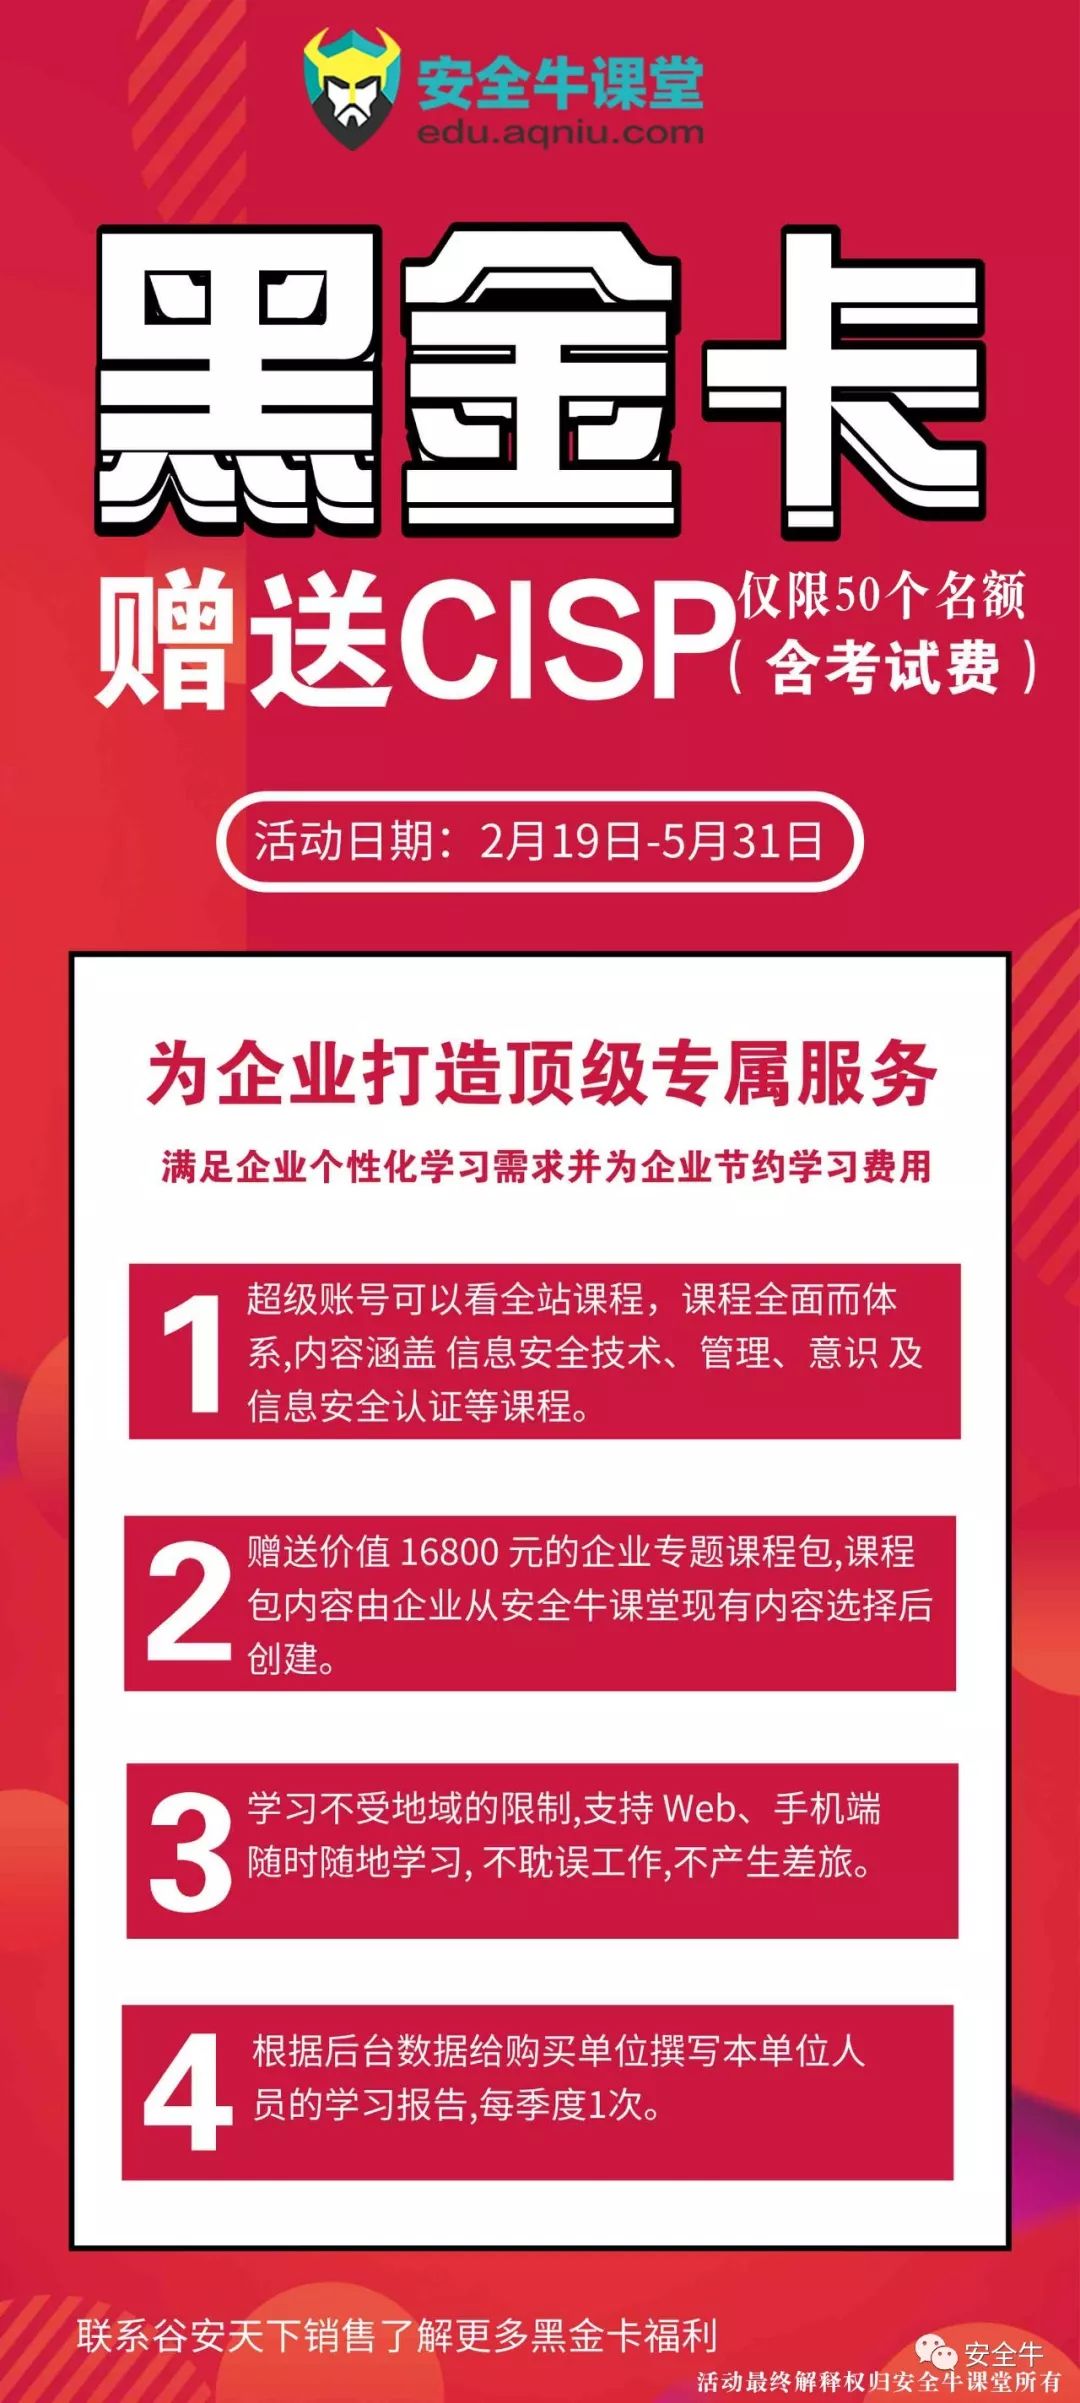 安全牛课堂
edu.aqniu.com
黑金卡
赠送CISP
仅限50个名额
（含考试费）
活动日期：2月19日-5月31日
为企业打造顶级专属服务
满足企业个性化学习需求并为企业节约学习费用
1
超级账号可以看全站课程，课程全面而体
系,内容涵盖 信息安全技术、管理、意识 及
信息安全认证等课程。
2
赠送价值 16800 元的企业专题课程包,课程
包内容由企业从安全牛课堂现有内容选择后
创建。
3
学习不受地域的限制,支持 Web、手机端
随时随地学习, 不耽误工作,不产生差旅。
4
根据后台数据给购买单位撰写本单位人
员的学习报告,每季度1次。
联系谷安天下销售了解更多黑金卡福利
安全牛
活动最终解释权归安全牛课堂所有